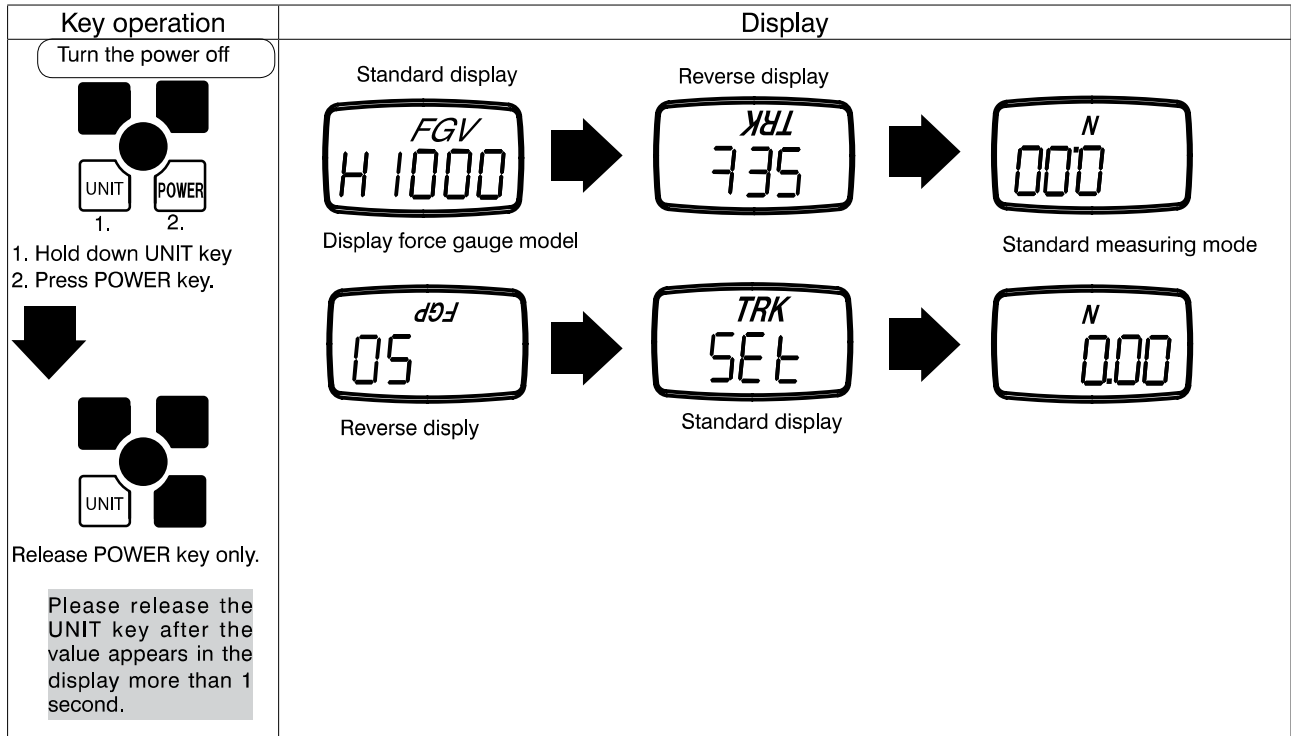 Key operation
Display
Turn the power off
UNIT
POWER
1.
2.
1. Hold down UNIT key
2. Press POWER key.
UNIT
Release POWER key only.
Please release the
UNIT key after the
value appears in the
display more than 1
second.
Standard display
Reverse display
FGV
H 1000
TRK
SEt
N
0.00
Display force gauge model
Standard measuring mode
FGP
05
TRK
SEt
N
0.00
Reverse disply
Standard display